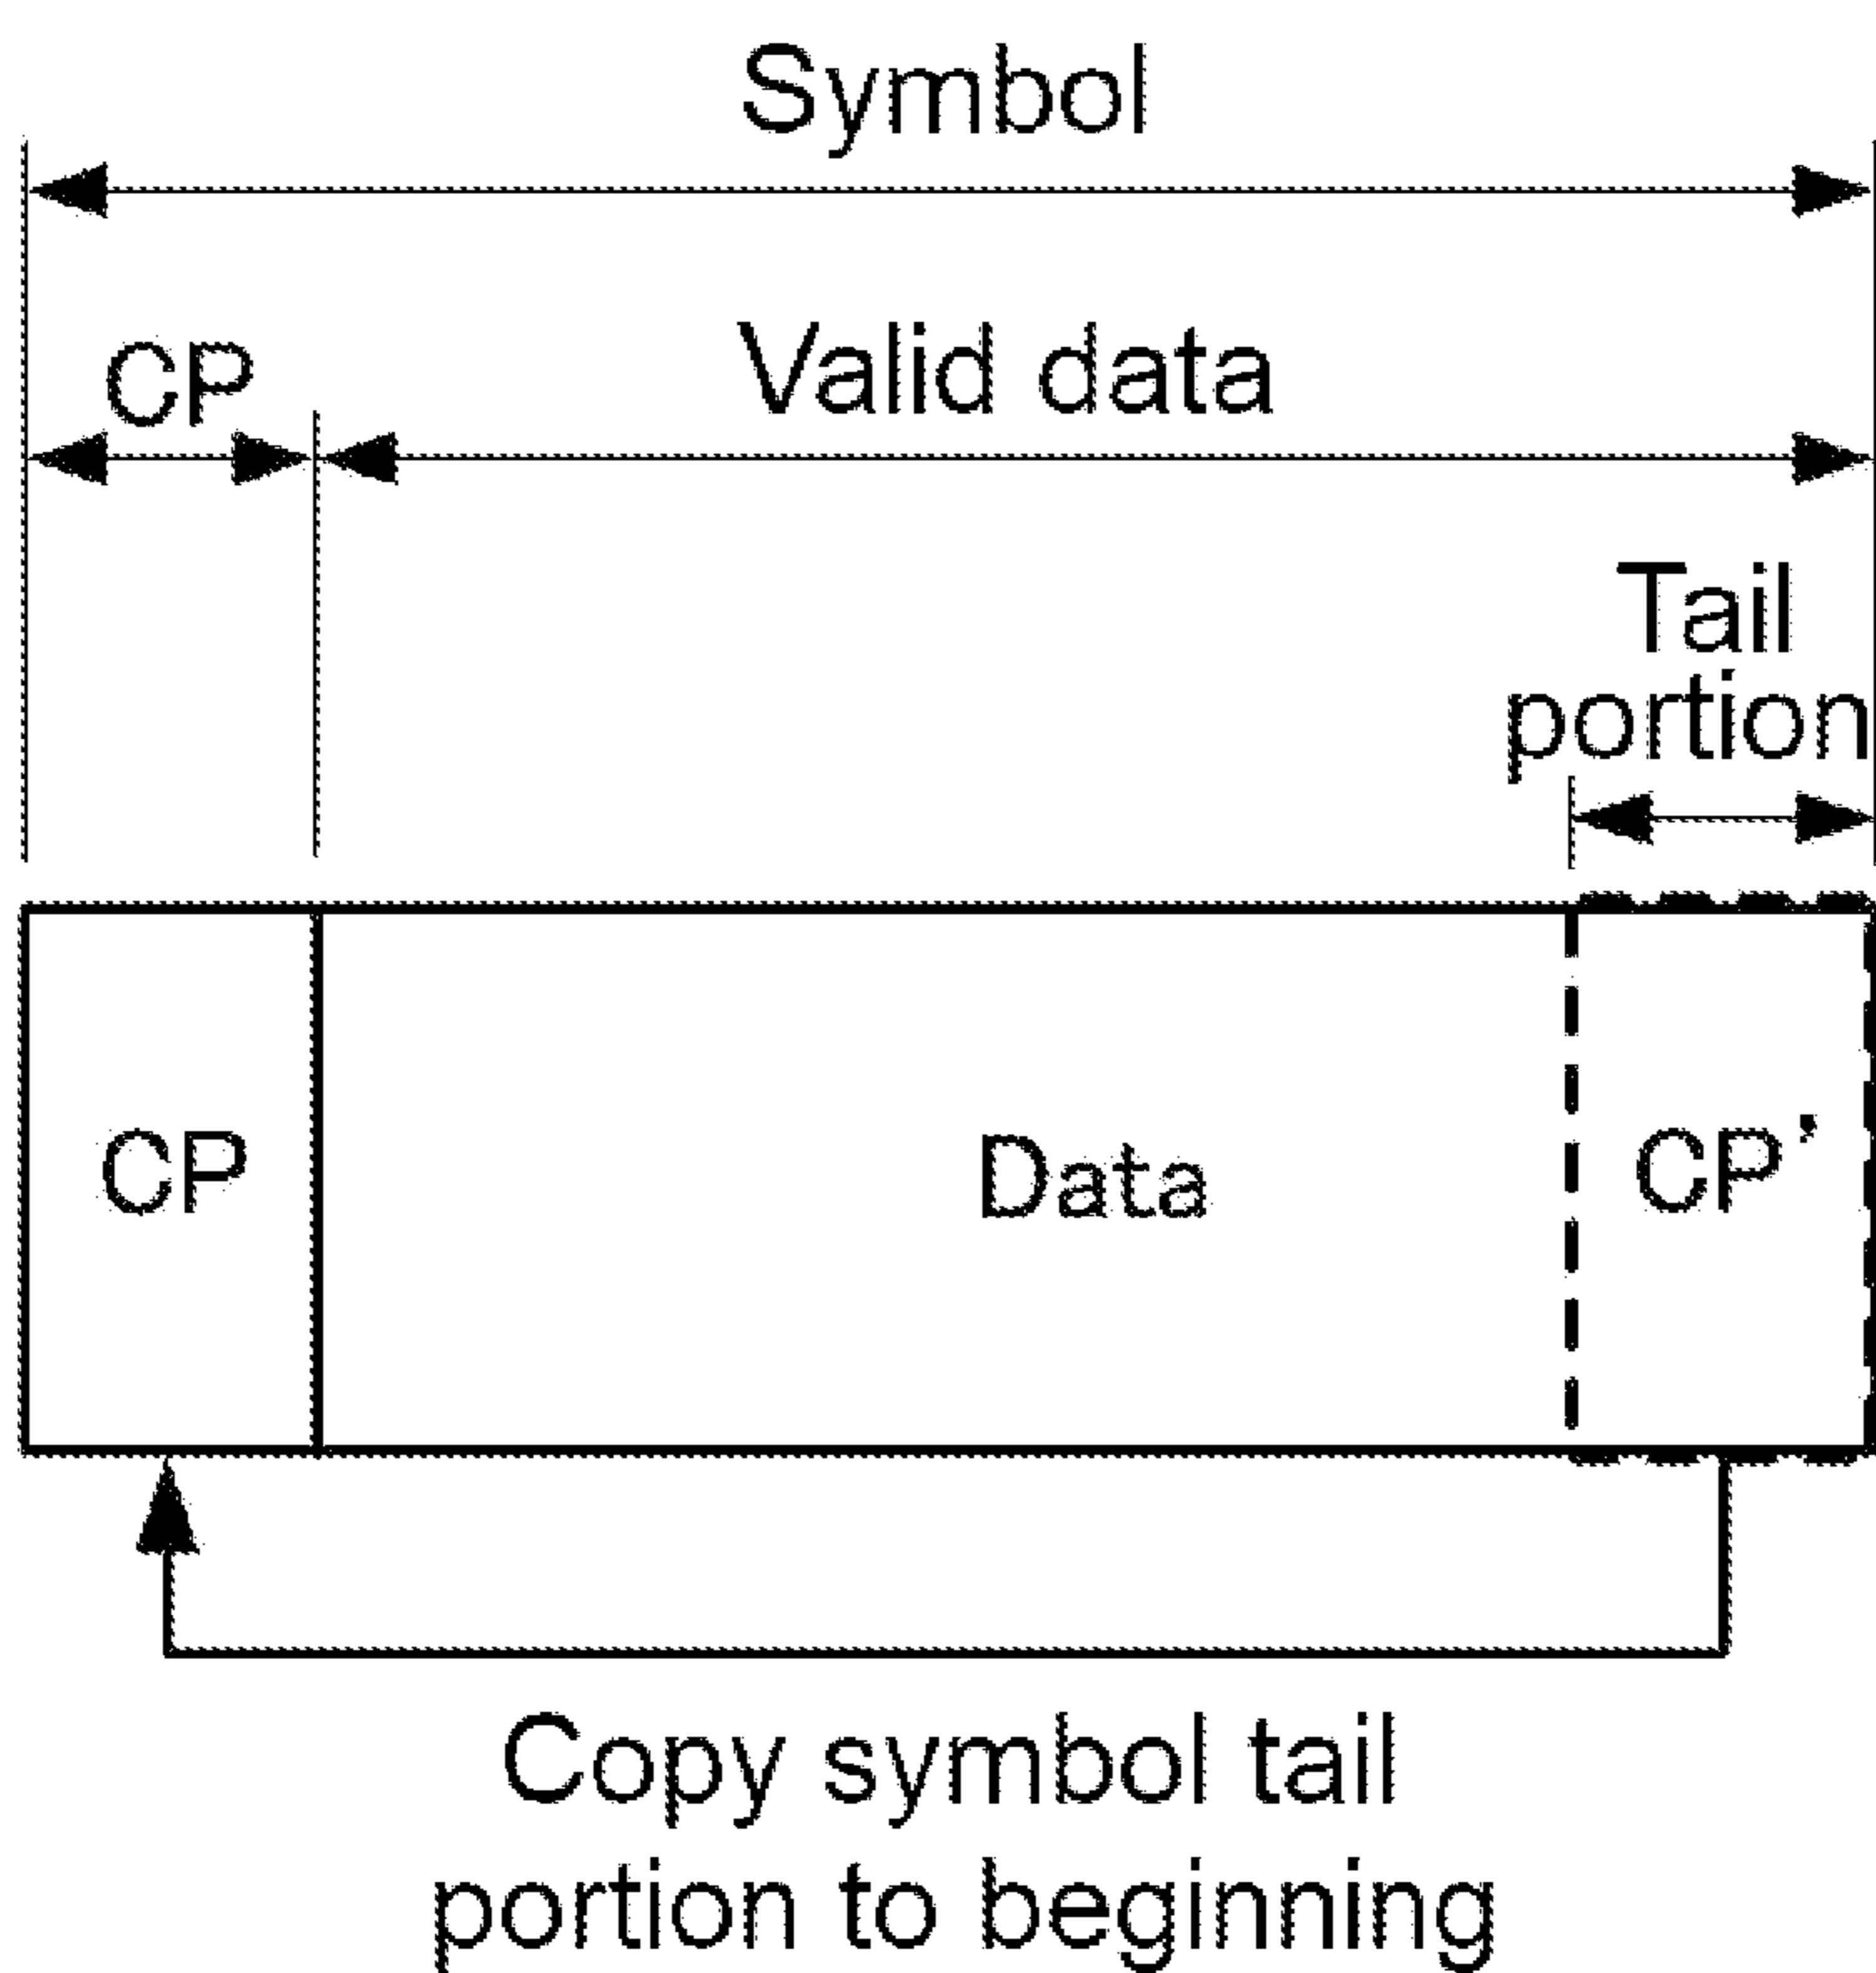 Symbol
CP
Valid data
Tail
portion
CP
Data
CP’
Copy symbol tail
portion to beginning